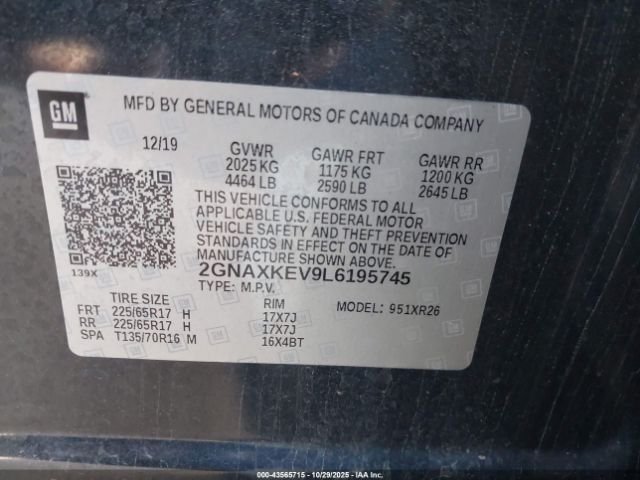 GM
MFD BY GENERAL MOTORS OF CANADA COMPANY
12/19 GVWR GAWR FRT GAWR RR
2025 KG 1175 KG 1200 KG
4464 LB 2590 LB 2645 LB
THIS VEHICLE CONFORMS TO ALL
APPLICABLE U.S. FEDERAL MOTOR
VEHICLE SAFETY AND THEFT PREVENTION
STANDARDS IN EFFECT ON THE DATE OF
MANUFACTURE SHOWN ABOVE.
139X
2GNAXKEV9L6195745
TYPE: M.P.V.
TIRE SIZE RIM MODEL: 951XR26
FRT 225/65R17 H 17X7J
RR 225/65R17 H 17X7J
SPA T135/70R16 M 16X4BT
000-43565715 - 10/29/2025 - IAAI.COM